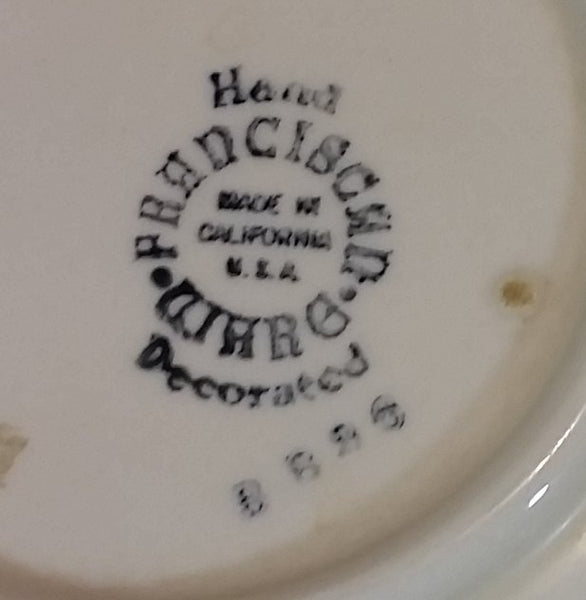 Hand
FRANCISCAN
MADE IN
CALIFORNIA
U.S.A.
WARE
Decorated